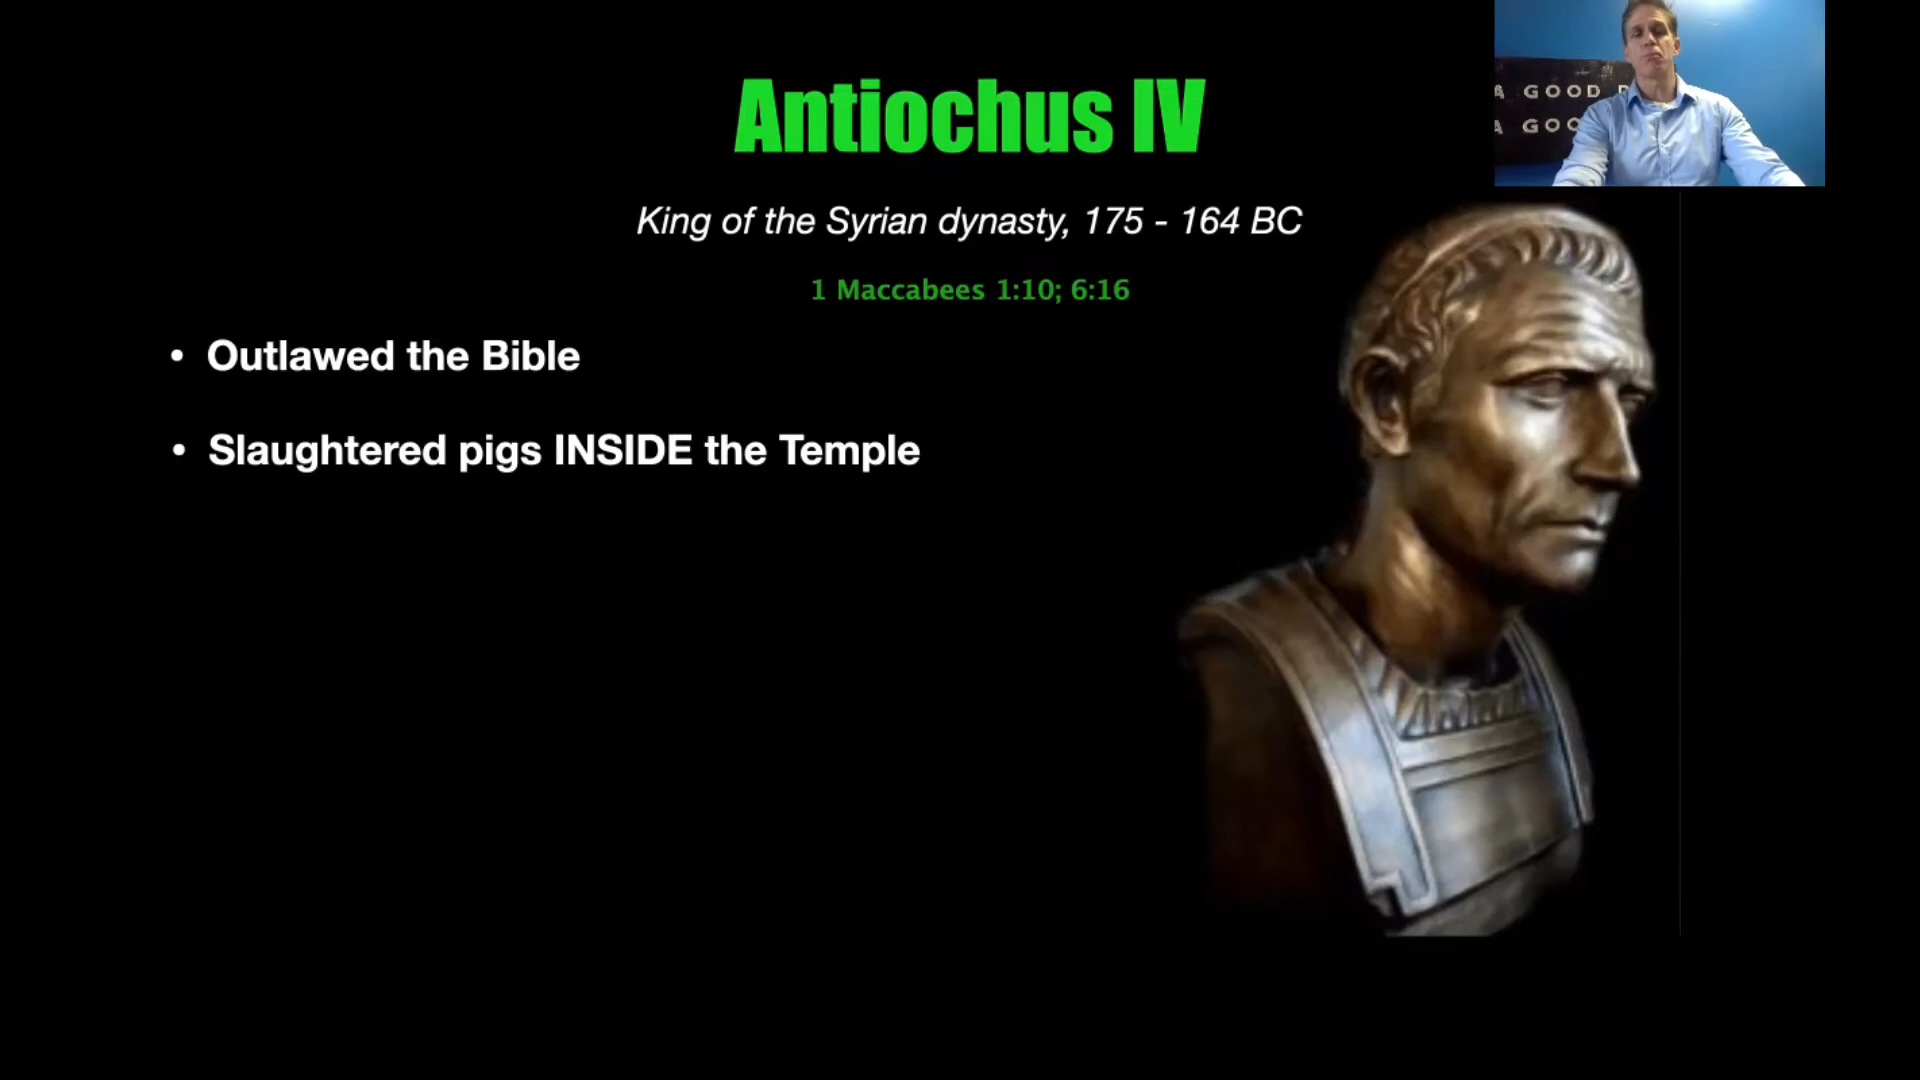 Antiochus IV
A GOOD
A GOO
King of the Syrian dynasty, 175 - 164 BC
1 Maccabees 1:10; 6:16
• Outlawed the Bible
• Slaughtered pigs INSIDE the Temple